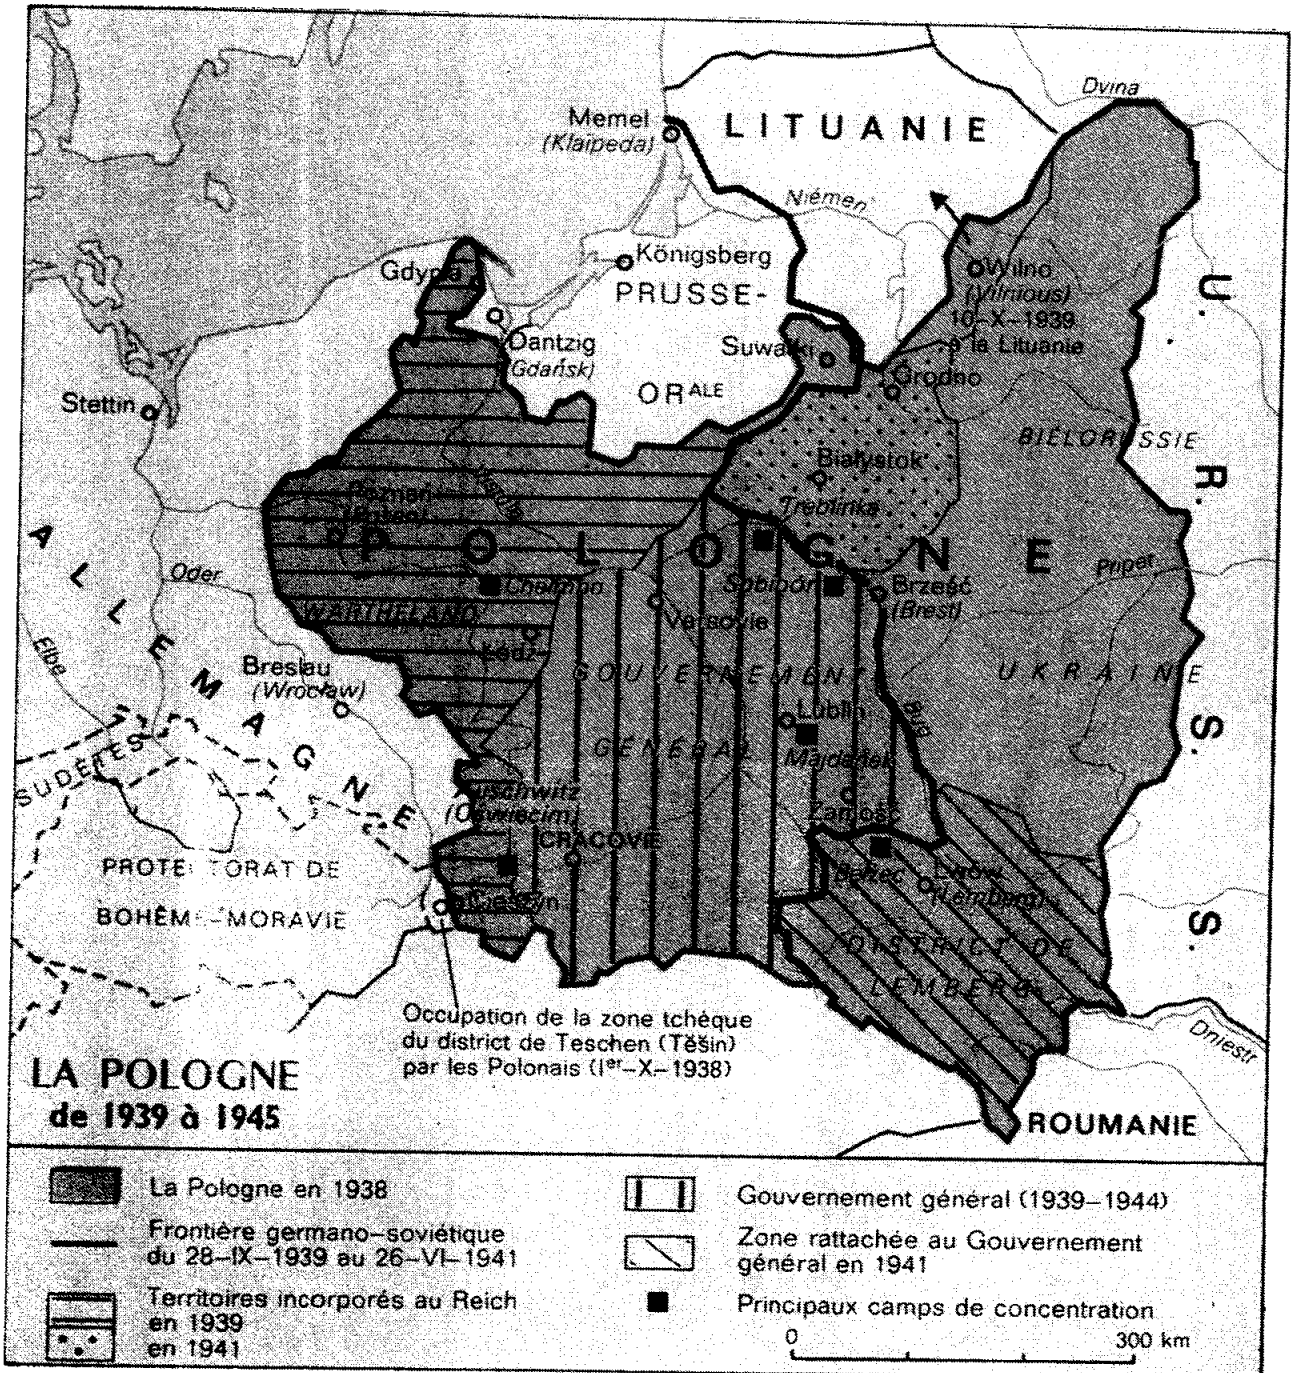 LITUANIE
Dvina
Memel
(Klaipeda)
Niémen
Königsberg
PRUSSE-
ORALE
Gdynia
Dantzig
(Gdańsk)
Suwałki
Wilno
(Vilnious)
10-X-1939
à la Lituanie
Grodno
Stettin
BIÉLORUSSIE
Białystok
Treblinka
Poznań
(Posen)
Vistule
POLOGNE
U.R.S.S.
ALLEMAGNE
Oder
Elbe
Chełmno
Sobibór
Brześć
(Brest)
Pripet
WARTHELAND
Varsovie
Łódź
Breslau
(Wrocław)
GOUVERNEMENT
GÉNÉRAL
UKRAINE
Bug
Lublin
Majdanek
Zamość
SUDÈTES
Auschwitz
(Oświęcim)
CRACOVIE
Bełżec
Lwów
(Lemberg)
PROTECTORAT DE
BOHÊME-MORAVIE
Cieszyn
DISTRICT DE
LEMBERG
Dniestr
Occupation de la zone tchèque
du district de Teschen (Těšin)
par les Polonais (1er-X-1938)
ROUMANIE
LA POLOGNE
de 1939 à 1945
La Pologne en 1938
Frontière germano-soviétique
du 28-IX-1939 au 26-VI-1941
Territoires incorporés au Reich
en 1939
en 1941
Gouvernement général (1939-1944)
Zone rattachée au Gouvernement
général en 1941
Principaux camps de concentration
0 300 km